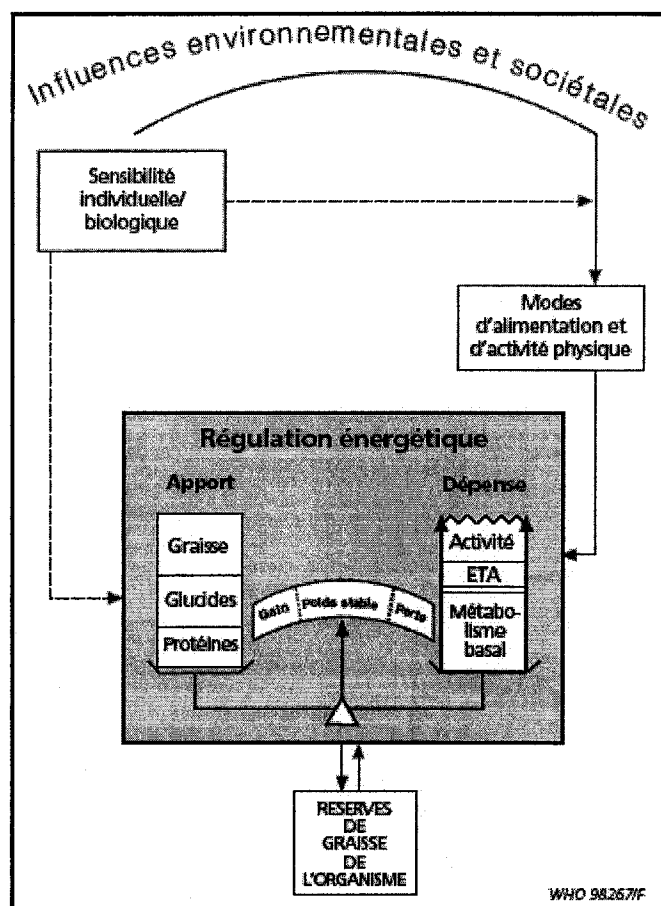 Influences environnementales et sociétales
Sensibilité
individuelle/
biologique
Modes
d'alimentation et
d'activité physique
Régulation énergétique
Apport
Dépense
Graisse
Glucides
Protéines
Gain
Poids stable
Perte
Activité
ETA
Métabo-
lisme
basal
RESERVES
DE
GRAISSE
DE
L'ORGANISME
WHO 98267/F